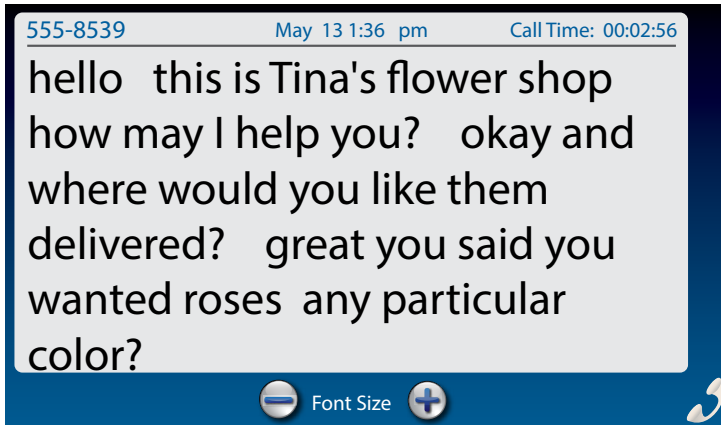 555-8539 May 13 1:36 pm Call Time: 00:02:56
hello this is Tina's flower shop
how may I help you? okay and
where would you like them
delivered? great you said you
wanted roses any particular
color?
Font Size